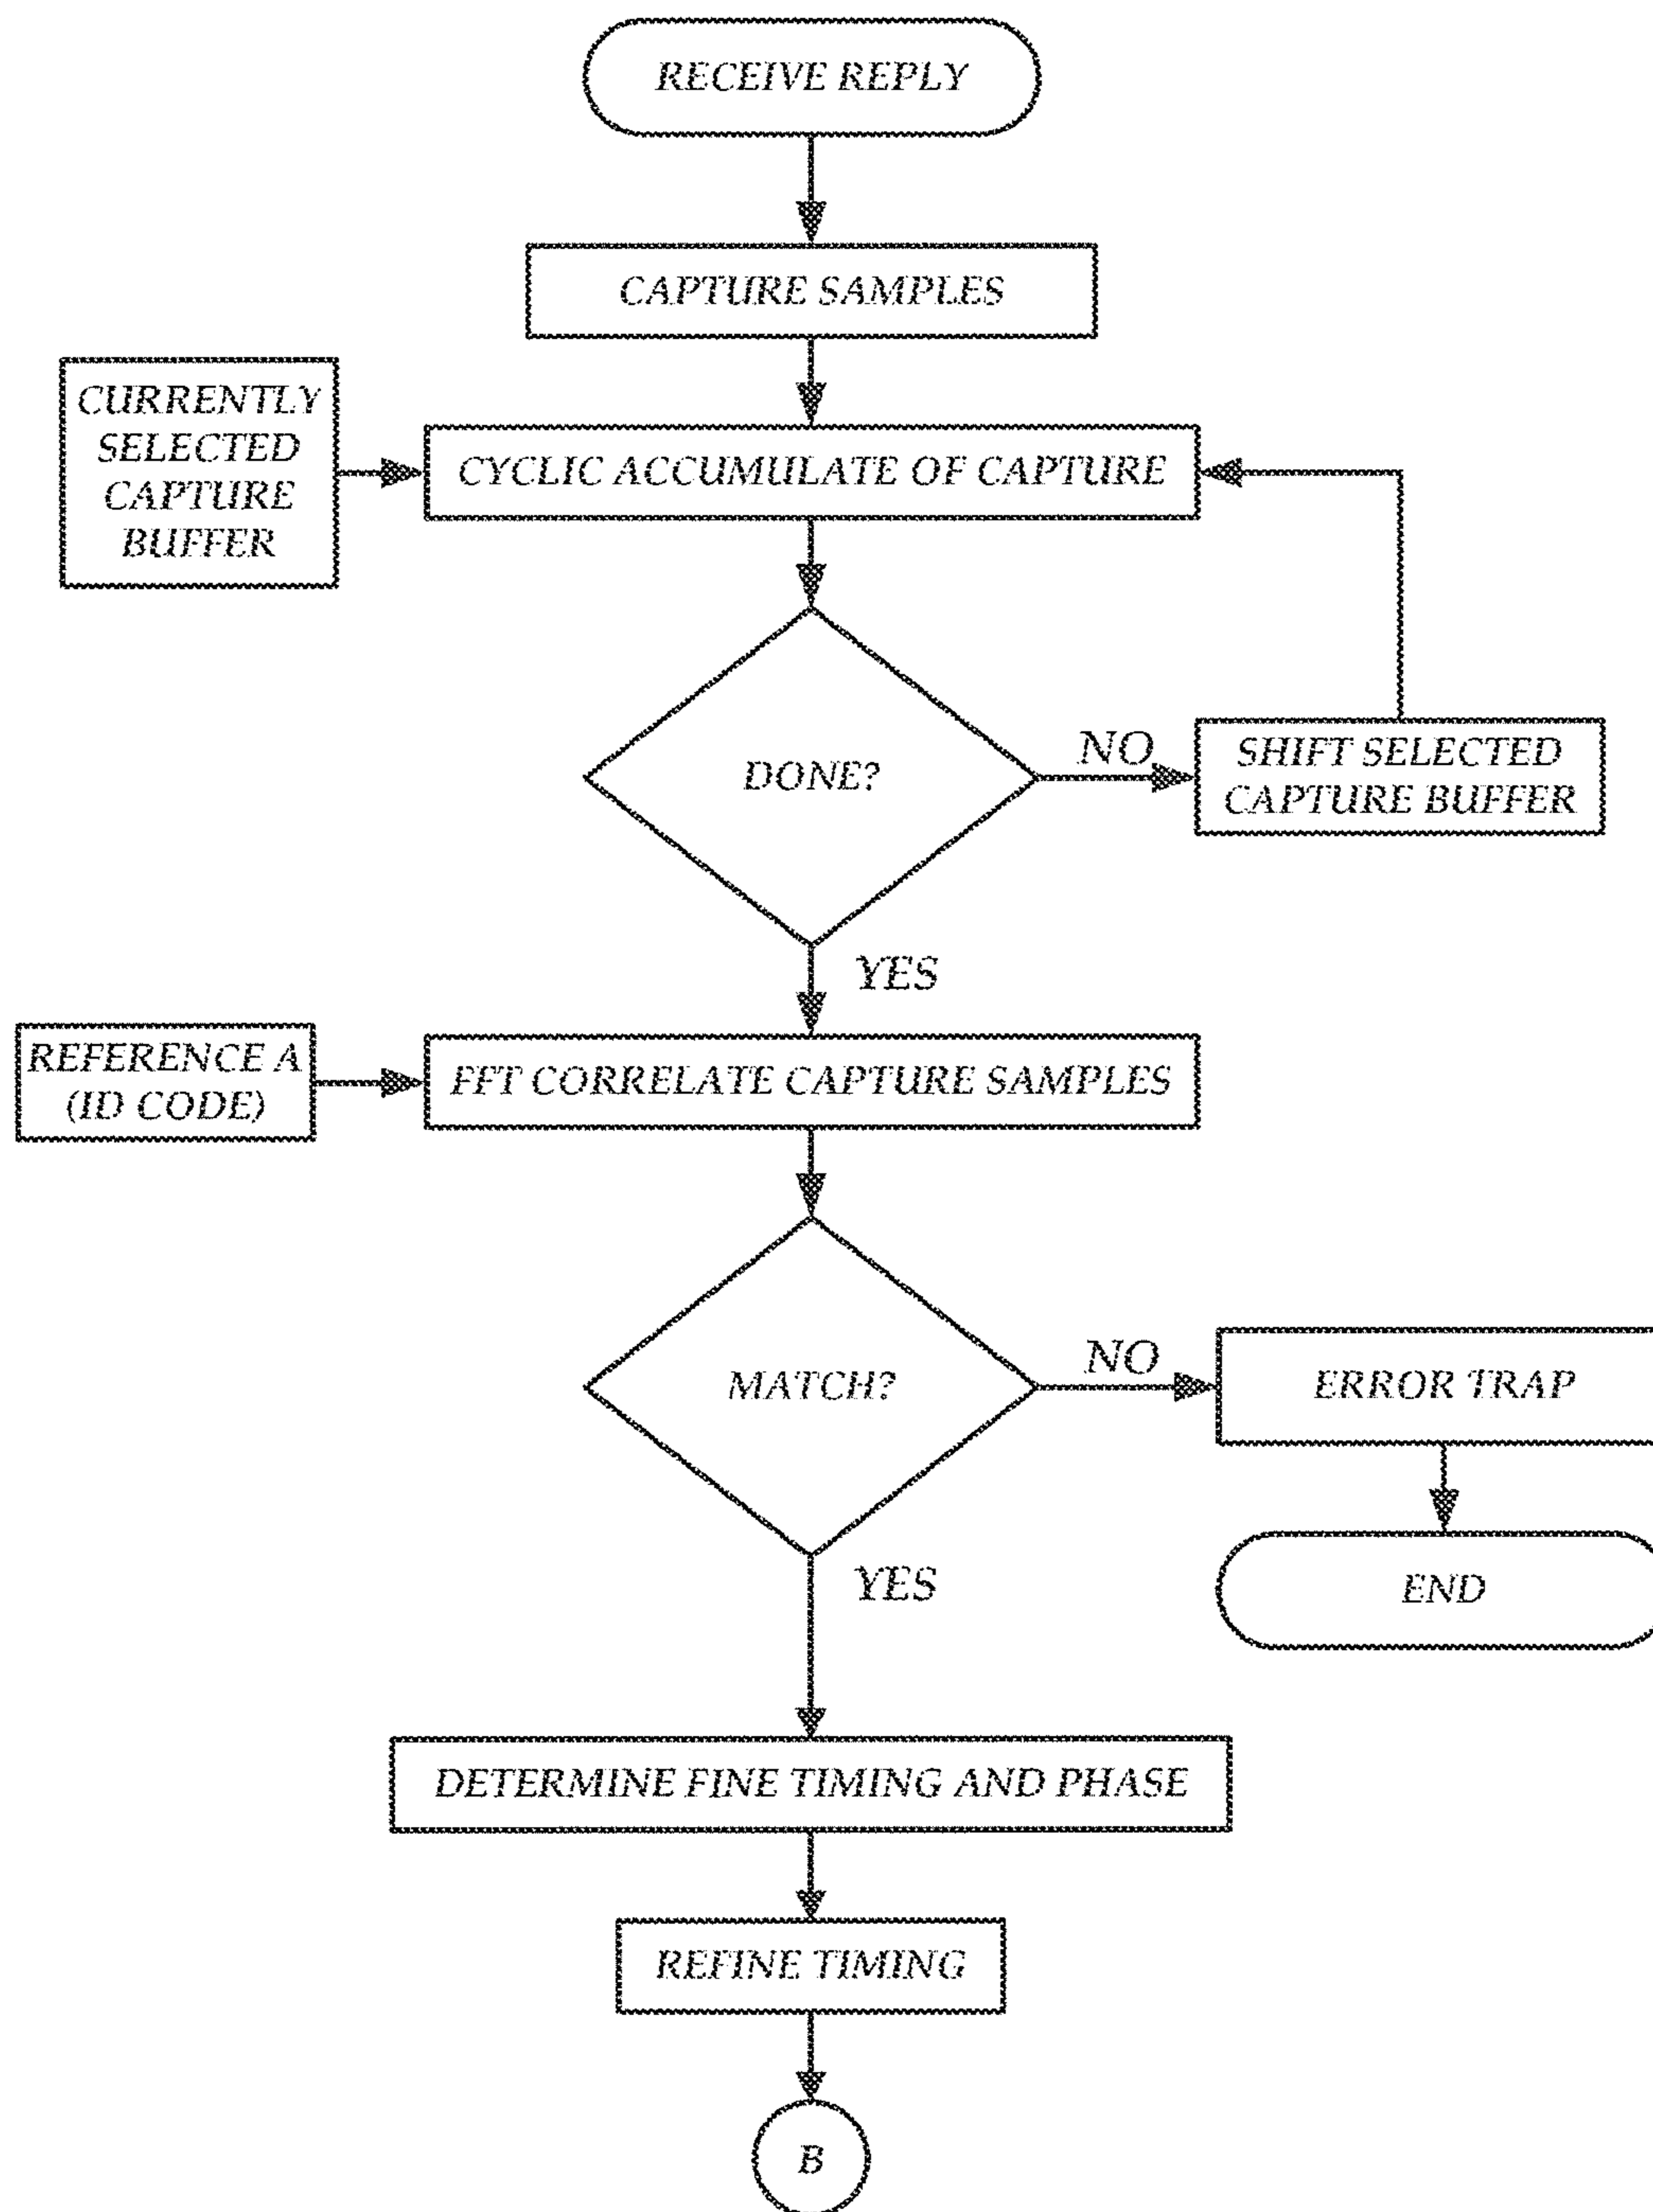 RECEIVE REPLY
CAPTURE SAMPLES
CURRENTLY
SELECTED
CAPTURE
BUFFER
CYCLIC ACCUMULATE OF CAPTURE
DONE?
NO
SHIFT SELECTED
CAPTURE BUFFER
YES
REFERENCE A
(ID CODE)
FFT CORRELATE CAPTURE SAMPLES
MATCH?
NO
ERROR TRAP
YES
END
DETERMINE FINE TIMING AND PHASE
REFINE TIMING
B